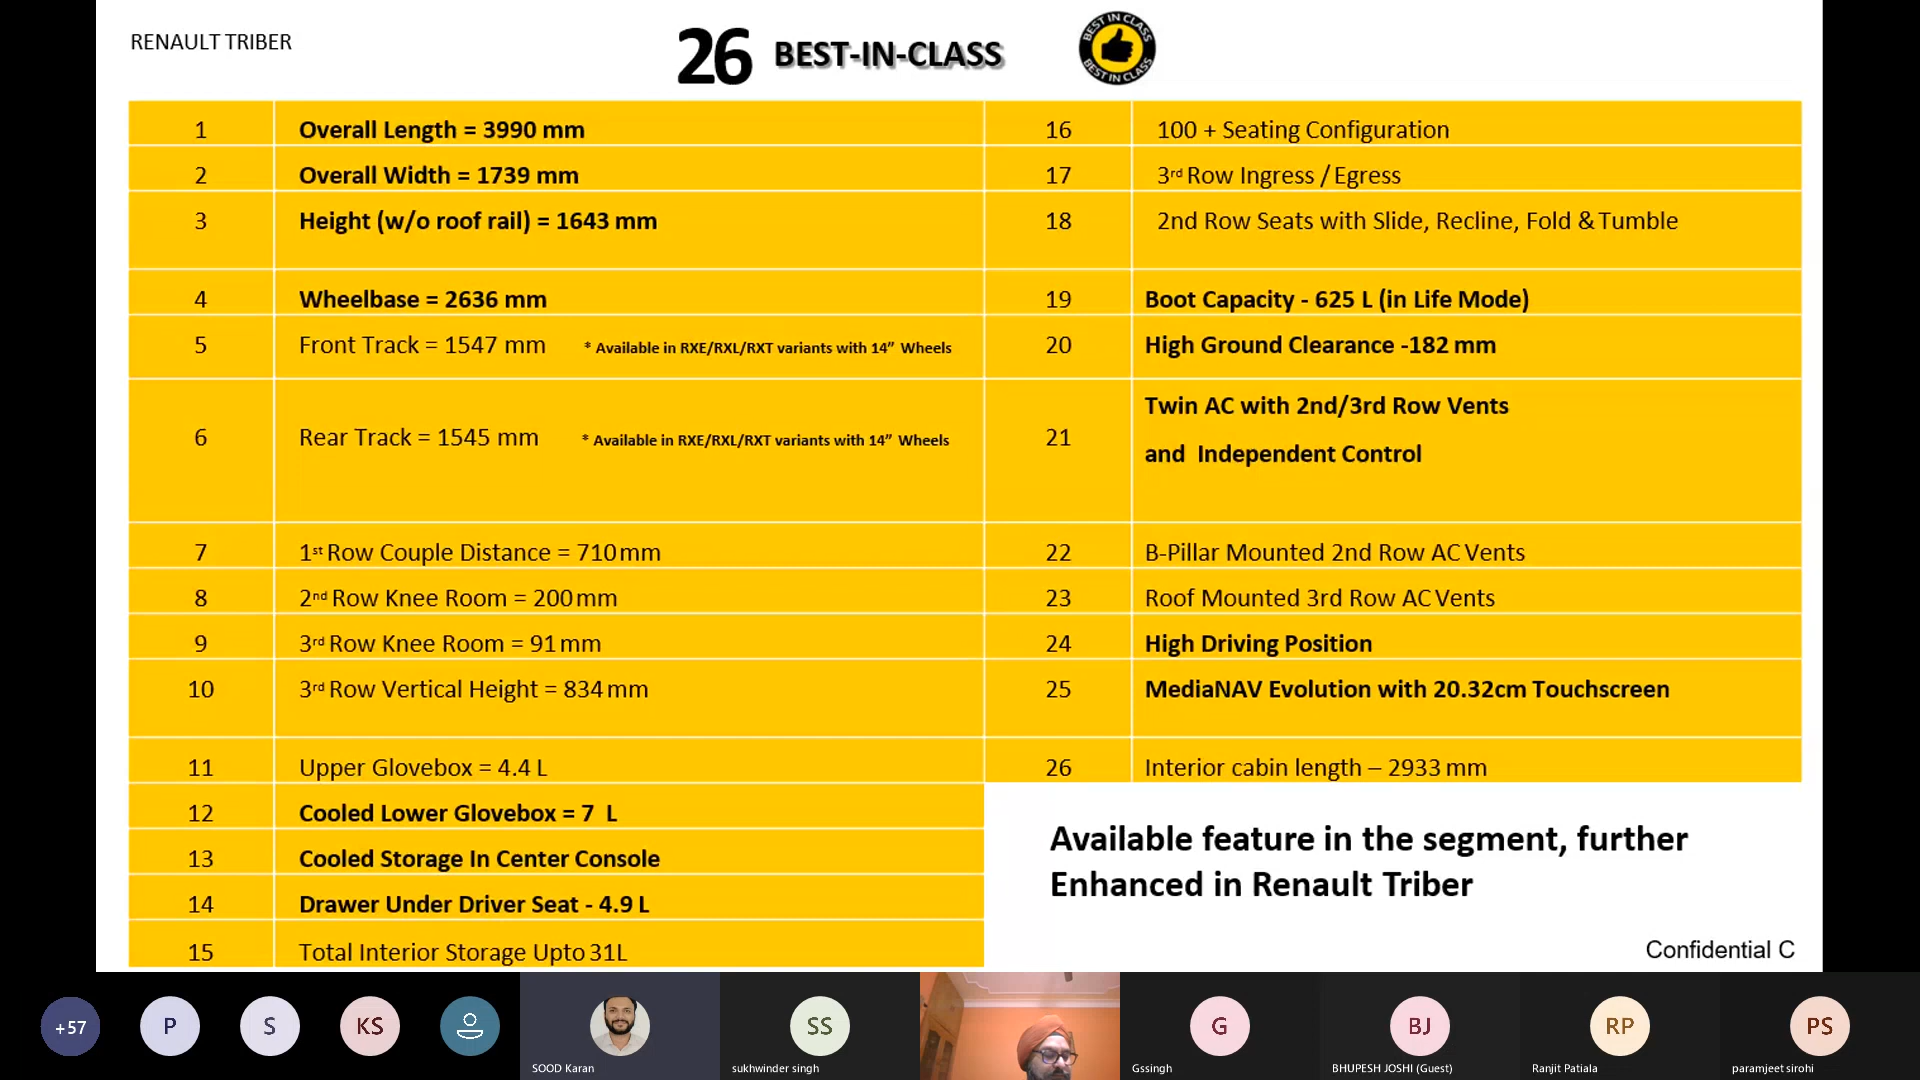 RENAULT TRIBER
26 BEST-IN-CLASS
BEST IN CLASS
BEST IN CLASS
1 Overall Length = 3990 mm
2 Overall Width = 1739 mm
3 Height (w/o roof rail) = 1643 mm
4 Wheelbase = 2636 mm
5 Front Track = 1547 mm * Available in RXE/RXL/RXT variants with 14” Wheels
6 Rear Track = 1545 mm * Available in RXE/RXL/RXT variants with 14” Wheels
7 1st Row Couple Distance = 710 mm
8 2nd Row Knee Room = 200 mm
9 3rd Row Knee Room = 91 mm
10 3rd Row Vertical Height = 834 mm
11 Upper Glovebox = 4.4 L
12 Cooled Lower Glovebox = 7 L
13 Cooled Storage In Center Console
14 Drawer Under Driver Seat - 4.9 L
15 Total Interior Storage Upto 31L
16 100 + Seating Configuration
17 3rd Row Ingress / Egress
18 2nd Row Seats with Slide, Recline, Fold & Tumble
19 Boot Capacity - 625 L (in Life Mode)
20 High Ground Clearance -182 mm
21 Twin AC with 2nd/3rd Row Vents
and Independent Control
22 B-Pillar Mounted 2nd Row AC Vents
23 Roof Mounted 3rd Row AC Vents
24 High Driving Position
25 MediaNAV Evolution with 20.32cm Touchscreen
26 Interior cabin length – 2933 mm
Available feature in the segment, further
Enhanced in Renault Triber
Confidential C
+57 P S KS SS G BJ RP PS
SOOD Karan sukhwinder singh Gssingh BHUPESH JOSHI (Guest) Ranjit Patiala paramjeet sirohi